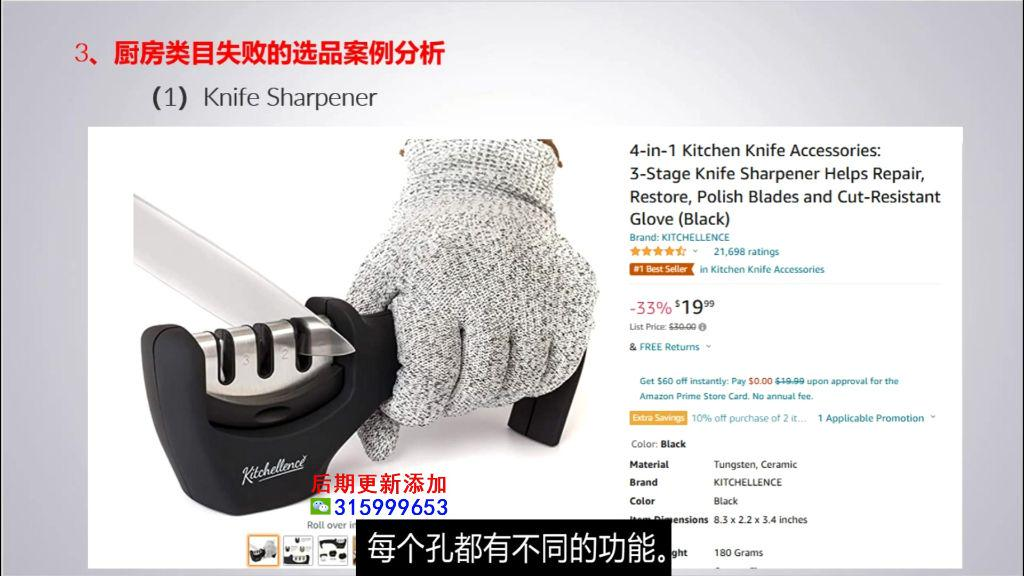 3、厨房类目失败的选品案例分析
（1）Knife Sharpener
4-in-1 Kitchen Knife Accessories:
3-Stage Knife Sharpener Helps Repair,
Restore, Polish Blades and Cut-Resistant
Glove (Black)
Brand: KITCHELLENCE
21,698 ratings
#1 Best Seller in Kitchen Knife Accessories
-33% $19 99
List Price: $30.00
& FREE Returns
Get $60 off instantly: Pay $0.00 $19.99 upon approval for the
Amazon Prime Store Card. No annual fee.
Extra Savings 10% off purchase of 2 it... 1 Applicable Promotion
Color: Black
Material Tungsten, Ceramic
Brand KITCHELLENCE
Color Black
Item Dimensions 8.3 x 2.2 x 3.4 inches
180 Grams
3 2
Kitchellence
后期更新添加
315999653
Roll over
每个孔都有不同的功能。